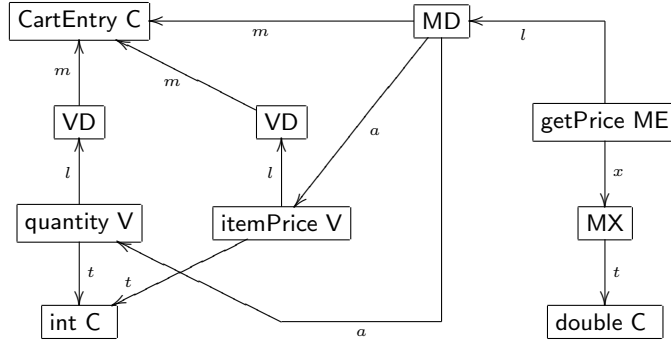 CartEntry C
m
MD
l
m
m
VD
VD
a
getPrice ME
l
l
x
quantity V
itemPrice V
MX
t
t
t
int C
a
double C